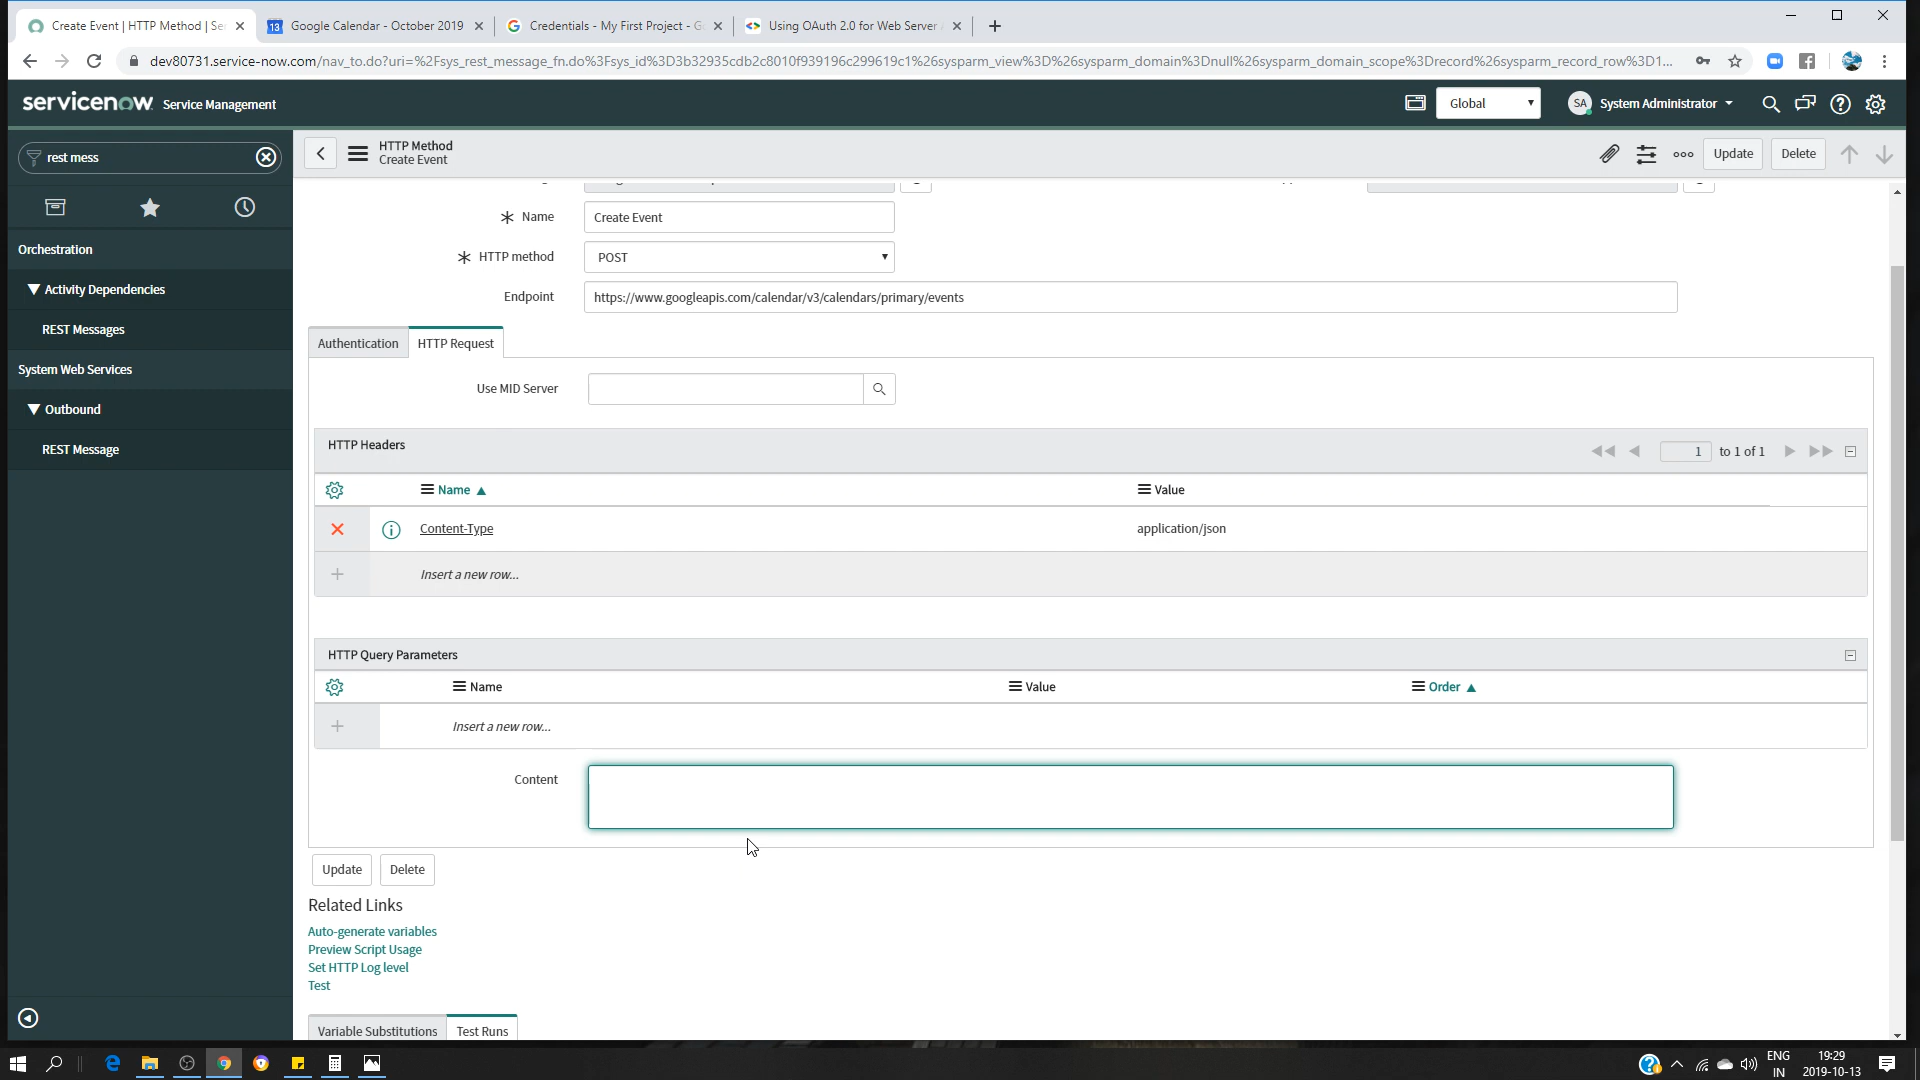 Create Event | HTTP Method | Se
Google Calendar - October 2019
Credentials - My First Project - G
Using OAuth 2.0 for Web Server
dev80731.service-now.com/nav_to.do?uri=%2Fsys_rest_message_fn.do%3Fsys_id%3D3b32935cdb2c8010f939196c299619c1%26sysparm_view%3D%26sysparm_domain%3Dnull%26sysparm_domain_scope%3Drecord%26sysparm_record_row%3D1...
servicenow Service Management
Global
SA System Administrator
rest mess
HTTP Method
Create Event
Update
Delete
Orchestration
Activity Dependencies
REST Messages
System Web Services
Outbound
REST Message
Name
Create Event
HTTP method
POST
Endpoint
https://www.googleapis.com/calendar/v3/calendars/primary/events
Authentication
HTTP Request
Use MID Server
HTTP Headers
1 to 1 of 1
Name
Value
Content-Type
application/json
Insert a new row...
HTTP Query Parameters
Name
Value
Order
Insert a new row...
Content
Update
Delete
Related Links
Auto-generate variables
Preview Script Usage
Set HTTP Log level
Test
Variable Substitutions
Test Runs
ENG
IN
19:29
2019-10-13